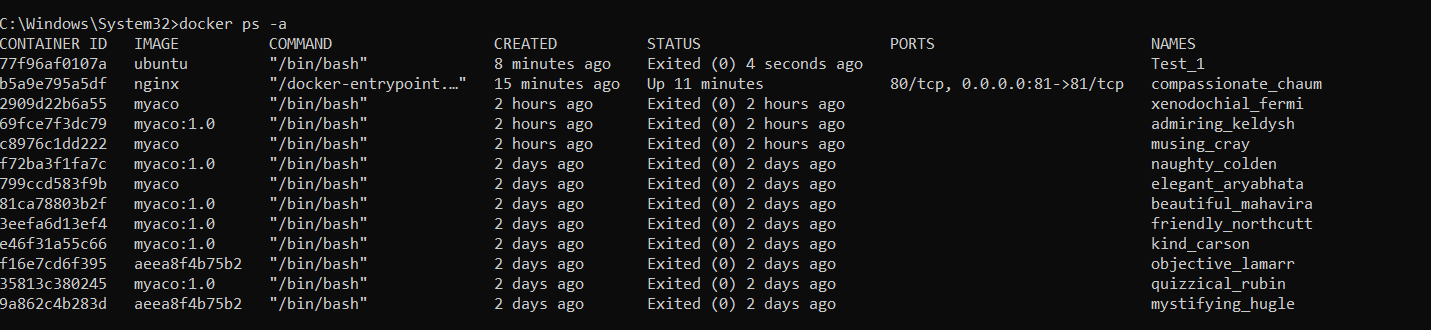 C:\Windows\System32>docker ps -a
CONTAINER ID   IMAGE          COMMAND                  CREATED          STATUS                     PORTS                        NAMES
77f96af0107a   ubuntu         "/bin/bash"              8 minutes ago    Exited (0) 4 seconds ago                                Test_1
b5a9e795a5df   nginx          "/docker-entrypoint.…"   15 minutes ago   Up 11 minutes              80/tcp, 0.0.0.0:81->81/tcp   compassionate_chaum
2909d22b6a55   myaco          "/bin/bash"              2 hours ago      Exited (0) 2 hours ago                                  xenodochial_fermi
69fce7f3dc79   myaco:1.0      "/bin/bash"              2 hours ago      Exited (0) 2 hours ago                                  admiring_keldysh
c8976c1dd222   myaco          "/bin/bash"              2 hours ago      Exited (0) 2 hours ago                                  musing_cray
f72ba3f1fa7c   myaco:1.0      "/bin/bash"              2 days ago       Exited (0) 2 days ago                                   naughty_colden
799ccd583f9b   myaco          "/bin/bash"              2 days ago       Exited (0) 2 days ago                                   elegant_aryabhata
81ca78803b2f   myaco:1.0      "/bin/bash"              2 days ago       Exited (0) 2 days ago                                   beautiful_mahavira
3eefa6d13ef4   myaco:1.0      "/bin/bash"              2 days ago       Exited (0) 2 days ago                                   friendly_northcutt
e46f31a55c66   myaco:1.0      "/bin/bash"              2 days ago       Exited (0) 2 days ago                                   kind_carson
f16e7cd6f395   aeea8f4b75b2   "/bin/bash"              2 days ago       Exited (0) 2 days ago                                   objective_lamarr
35813c380245   myaco:1.0      "/bin/bash"              2 days ago       Exited (0) 2 days ago                                   quizzical_rubin
9a862c4b283d   aeea8f4b75b2   "/bin/bash"              2 days ago       Exited (0) 2 days ago                                   mystifying_hugle